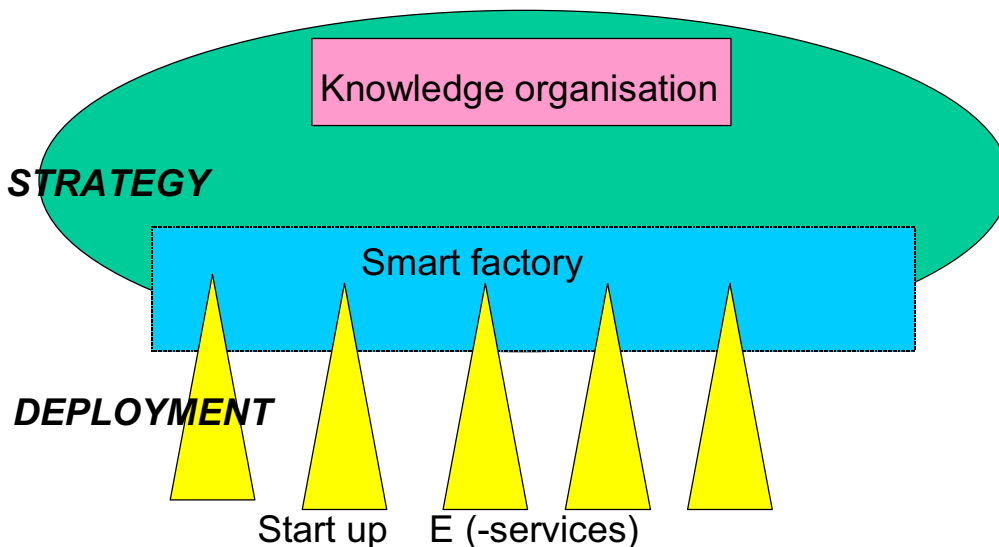 Knowledge organisation
STRATEGY
Smart factory
DEPLOYMENT
Start up E (-services)